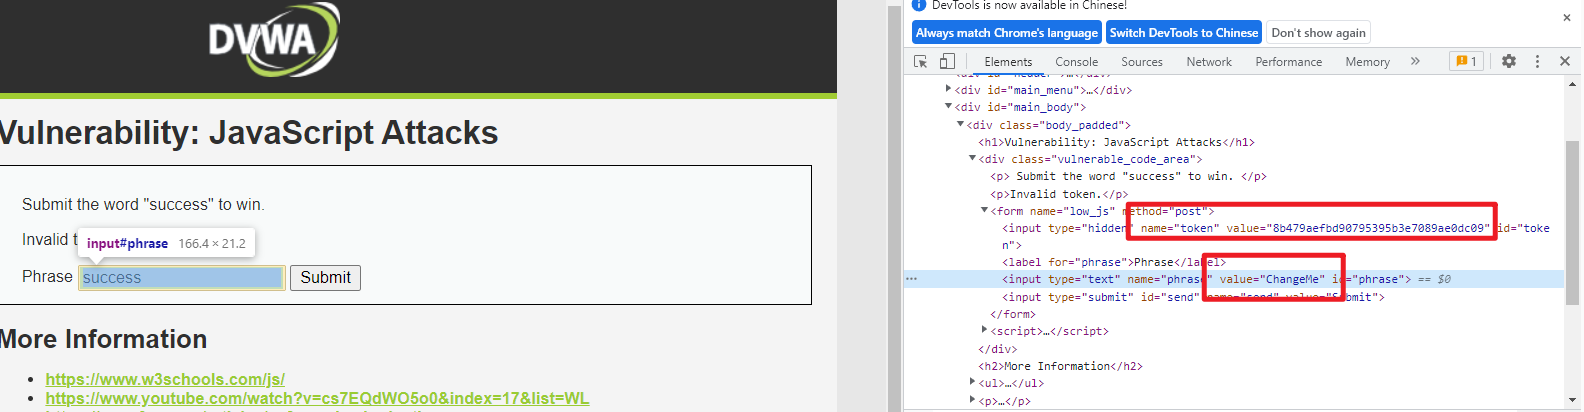 DVWA
Vulnerability: JavaScript Attacks
Submit the word "success" to win.
Invalid t
input#phrase 166.4 × 21.2
Phrase success Submit
More Information
https://www.w3schools.com/js/
https://www.youtube.com/watch?v=cs7EQdWO5o0&index=17&list=WL
DevTools is now available in Chinese!
Always match Chrome's language Switch DevTools to Chinese Don't show again
Elements Console Sources Network Performance Memory » 1
<div id="main_menu">…</div>
<div id="main_body">
<div class="body_padded">
<h1>Vulnerability: JavaScript Attacks</h1>
<div class="vulnerable_code_area">
<p> Submit the word "success" to win. </p>
<p>Invalid token.</p>
<form name="low_js" method="post">
<input type="hidden" name="token" value="8b479aefbd90795395b3e7089ae0dc09" id="toke
n">
<label for="phrase">Phrase</label>
<input type="text" name="phrase" value="ChangeMe" id="phrase"> == $0
<input type="submit" id="send" name="send" value="Submit">
</form>
<script>…</script>
</div>
<h2>More Information</h2>
<ul>…</ul>
<p>…</p>